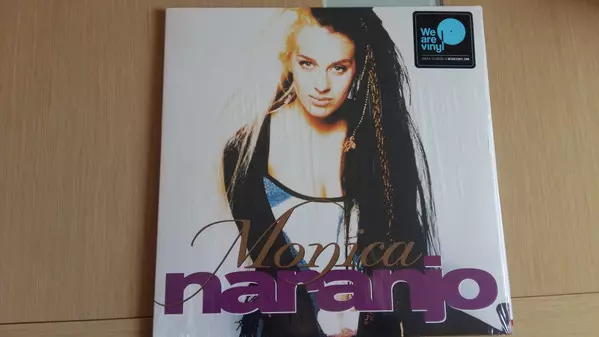 We
are
vinyl
Monica
naranjo